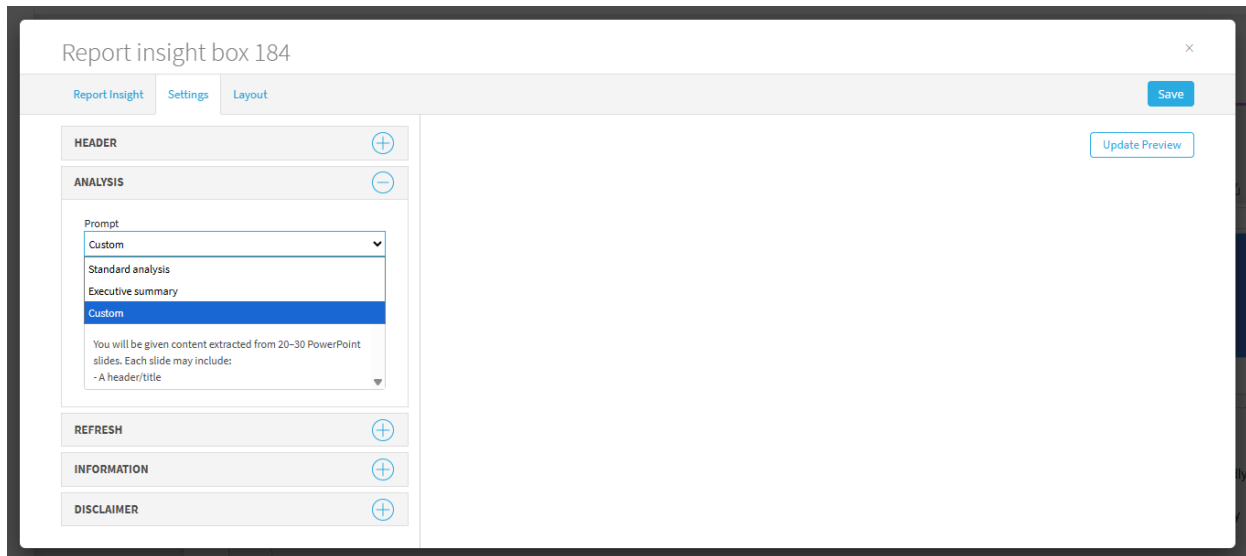 Report insight box 184
×
Report Insight
Settings
Layout
Save
HEADER
Update Preview
ANALYSIS
Prompt
Custom
Standard analysis
Executive summary
Custom
You will be given content extracted from 20–30 PowerPoint
slides. Each slide may include:
- A header/title
REFRESH
INFORMATION
DISCLAIMER